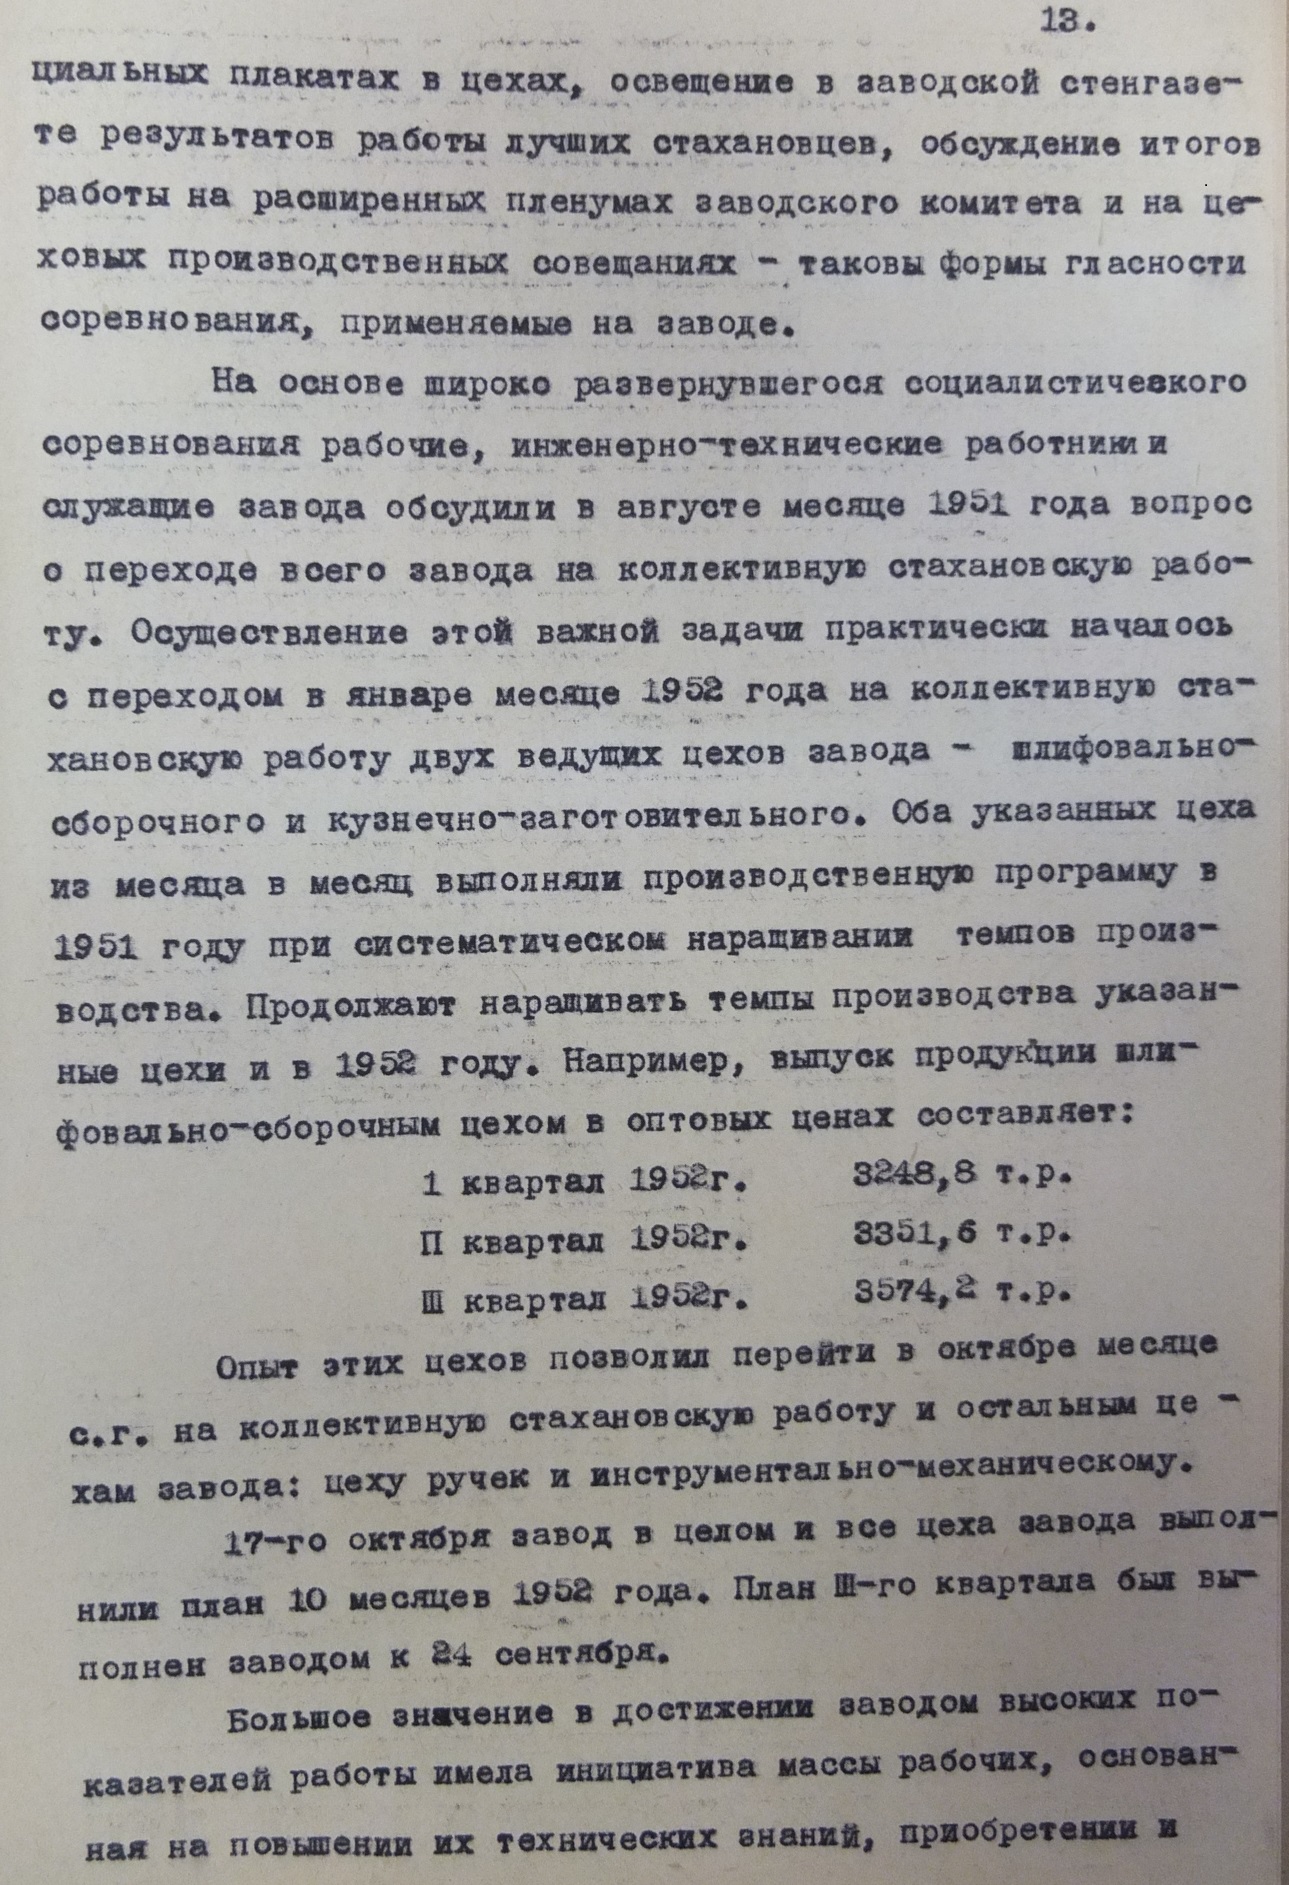 13.
циальных плакатах в цехах, освещение в заводской стенгазе-
те результатов работы лучших стахановцев, обсуждение итогов
работы на расширенных пленумах заводского комитета и на це-
ховых производственных совещаниях - таковы формы гласности
соревнования, применяемые на заводе.
На основе широко развернувшегося социалистического
соревнования рабочие, инженерно-технические работники и
служащие завода обсудили в августе месяце 1951 года вопрос
о переходе всего завода на коллективную стахановскую рабо-
ту. Осуществление этой важной задачи практически началось
с переходом в январе месяце 1952 года на коллективную ста-
хановскую работу двух ведущих цехов завода - шлифовально-
сборочного и кузнечно-заготовительного. Оба указанных цеха
из месяца в месяц выполняли производственную программу в
1951 году при систематическом наращивании темпов произ-
водства. Продолжают наращивать темпы производства указан-
ные цехи и в 1952 году. Например, выпуск продукции шли-
фовально-сборочным цехом в оптовых ценах составляет:
1 квартал 1952г. 3248,8 т.р.
П квартал 1952г. 3351,6 т.р.
Ш квартал 1952г. 3574,2 т.р.
Опыт этих цехов позволил перейти в октябре месяце
с.г. на коллективную стахановскую работу и остальным це -
хам завода: цеху ручек и инструментально-механическому.
17-го октября завод в целом и все цеха завода выпол-
нили план 10 месяцев 1952 года. План Ш-го квартала был вы-
полнен заводом к 24 сентября.
Большое значение в достижении заводом высоких по-
казателей работы имела инициатива массы рабочих, основан-
ная на повышении их технических знаний, приобретении и